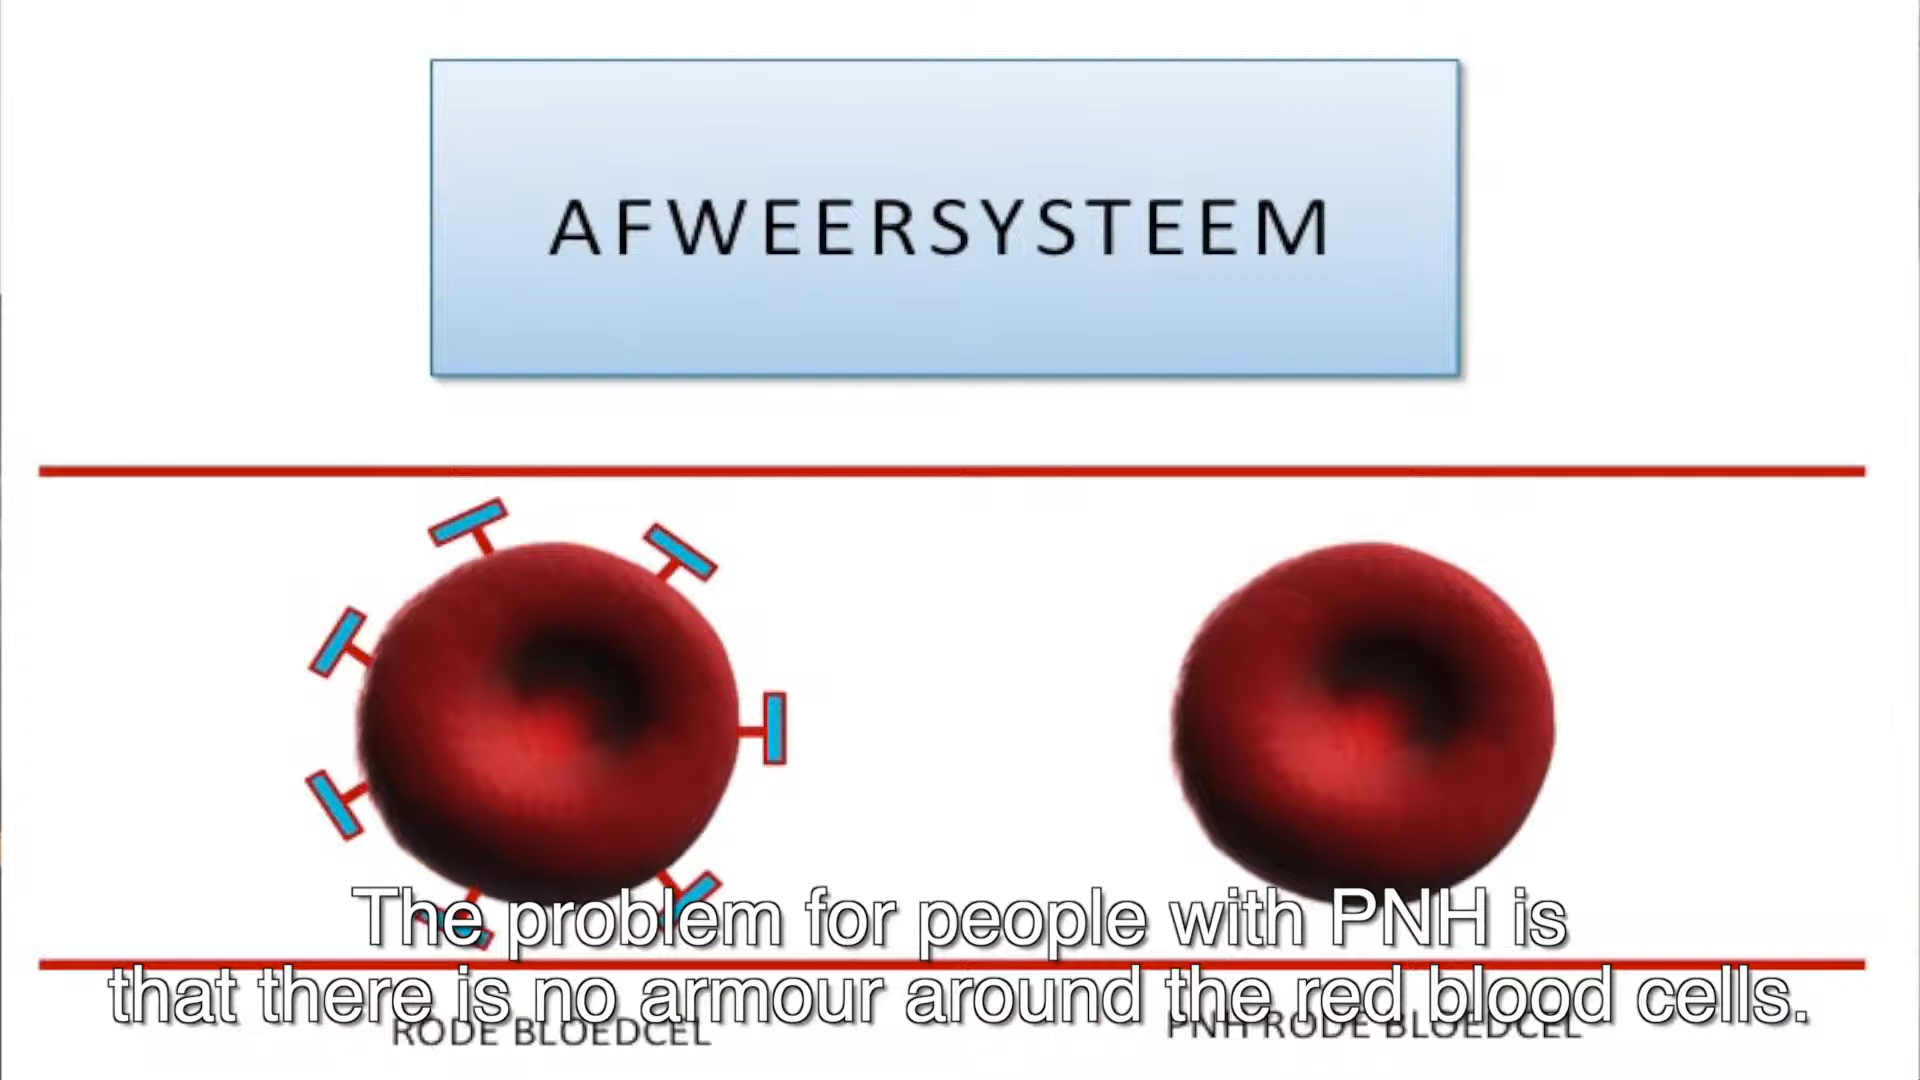 AFWEERSYSTEEM
The problem for people with PNH is
that there is no armour around the red blood cells.
RODE BLOEDCEL
PNH RODE BLOEDCEL